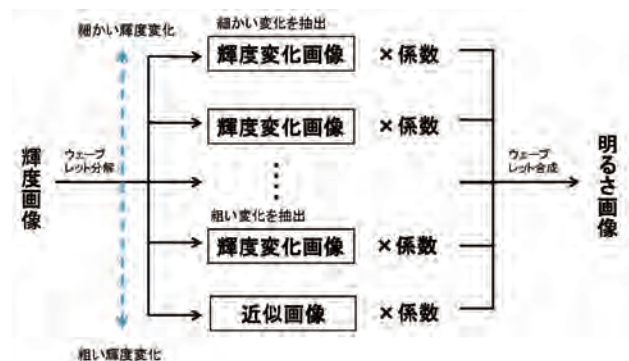 細かい輝度変化
細かい変化を抽出
輝度変化画像 ×係数
輝度変化画像 ×係数
輝度画像
ウェーブ
レット分解
ウェーブ
レット合成
明るさ画像
粗い変化を抽出
輝度変化画像 ×係数
近似画像 ×係数
粗い輝度変化